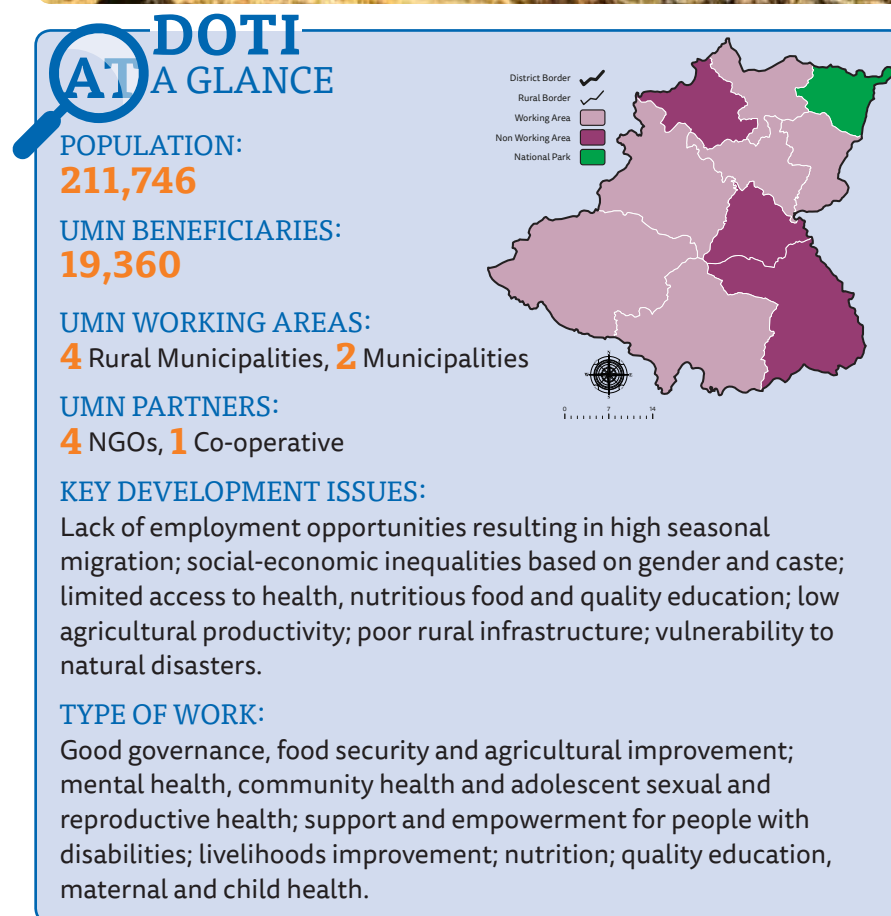 DOTI
AT A GLANCE
POPULATION:
211,746
UMN BENEFICIARIES:
19,360
UMN WORKING AREAS:
4 Rural Municipalities, 2 Municipalities
UMN PARTNERS:
4 NGOs, 1 Co-operative
District Border
Rural Border
Working Area
Non Working Area
National Park
0 7 14
KEY DEVELOPMENT ISSUES:
Lack of employment opportunities resulting in high seasonal
migration; social-economic inequalities based on gender and caste;
limited access to health, nutritious food and quality education; low
agricultural productivity; poor rural infrastructure; vulnerability to
natural disasters.
TYPE OF WORK:
Good governance, food security and agricultural improvement;
mental health, community health and adolescent sexual and
reproductive health; support and empowerment for people with
disabilities; livelihoods improvement; nutrition; quality education,
maternal and child health.